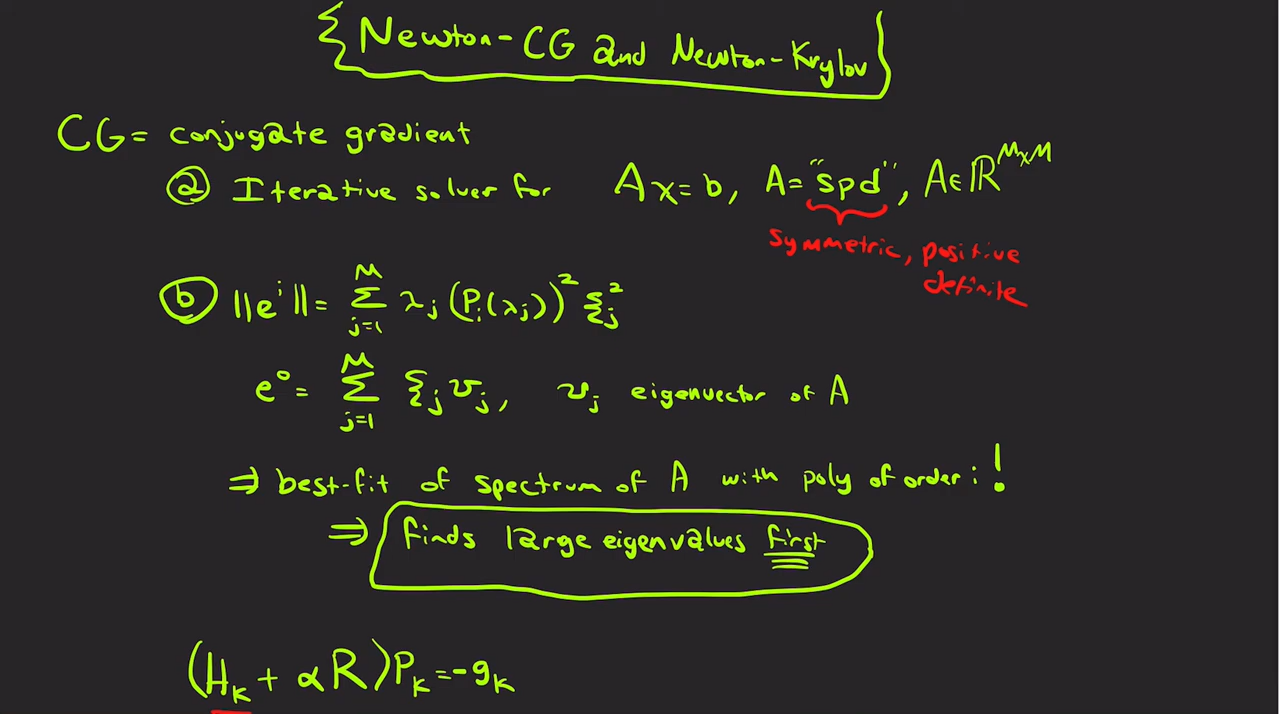 Newton-CG and Newton-Krylov
CG = conjugate gradient
(a) Iterative solver for Ax = b, A = "spd", A ∈ ℝ^{M×M}
symmetric, positive
definite
(b) ||e^i|| = Σ_{j=1}^{M} λ_j (P_i(λ_j))² ξ_j²
e^0 = Σ_{j=1}^{M} ξ_j v_j, v_j eigenvector of A
⇒ best-fit of spectrum of A with poly of order i !
⇒ finds large eigenvalues first
(H_k + αR)P_k = -g_k